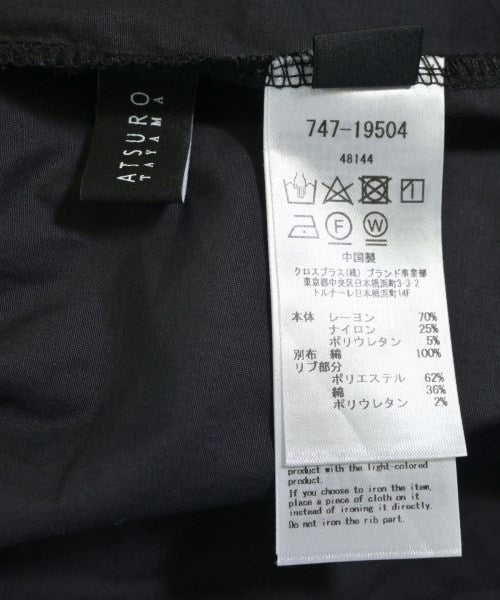 ATSURO
TAYAMA
747-19504
48144
F
W
中国製
クロスプラス(株) ブランド事業部
東京都中央区日本橋浜町3-3-2
トルナーレ日本橋浜町14F
本体 レーヨン 70%
ナイロン 25%
ポリウレタン 5%
別布 綿 100%
リブ部分
ポリエステル 62%
綿 36%
ポリウレタン 2%
product with the light-colored
product.
If you choose to iron the item,
place a piece of cloth on it
instead of ironing it directly.
Do not iron the rib part.